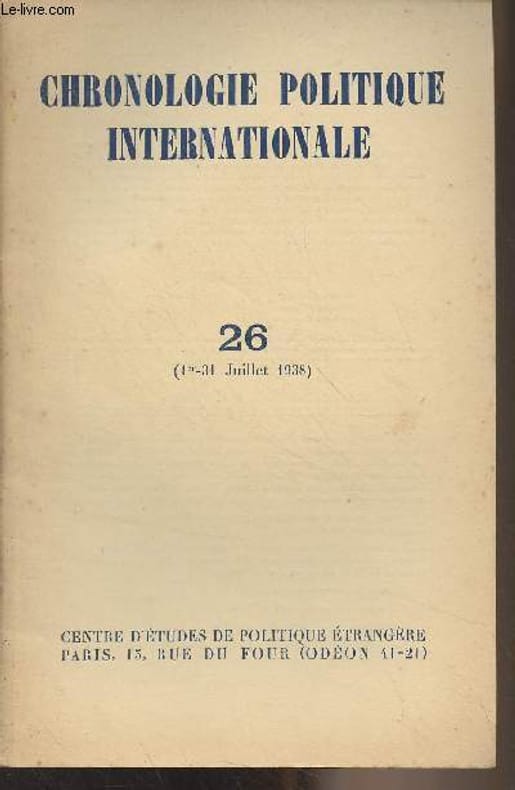 Le-livre.com
CHRONOLOGIE POLITIQUE
INTERNATIONALE
26
(1er-31 Juillet 1938)
CENTRE D'ÉTUDES DE POLITIQUE ÉTRANGÈRE
PARIS, 13, RUE DU FOUR (ODÉON 41-21)